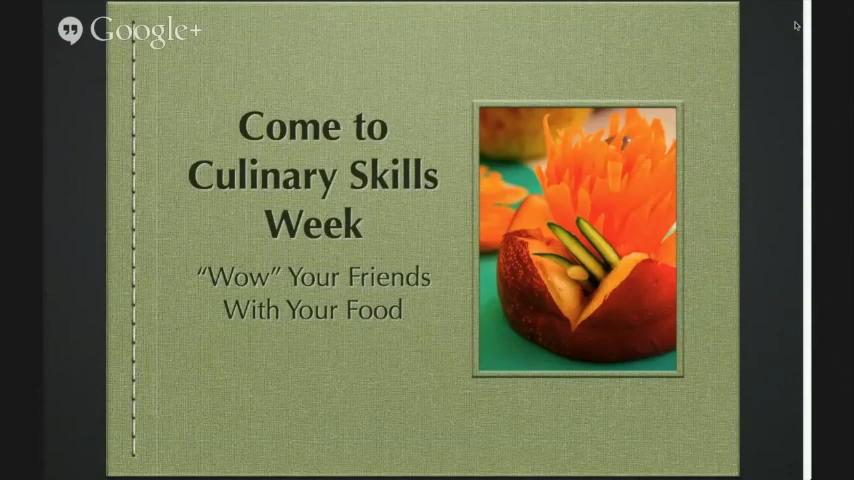 Google+
Come to
Culinary Skills
Week
“Wow” Your Friends
With Your Food